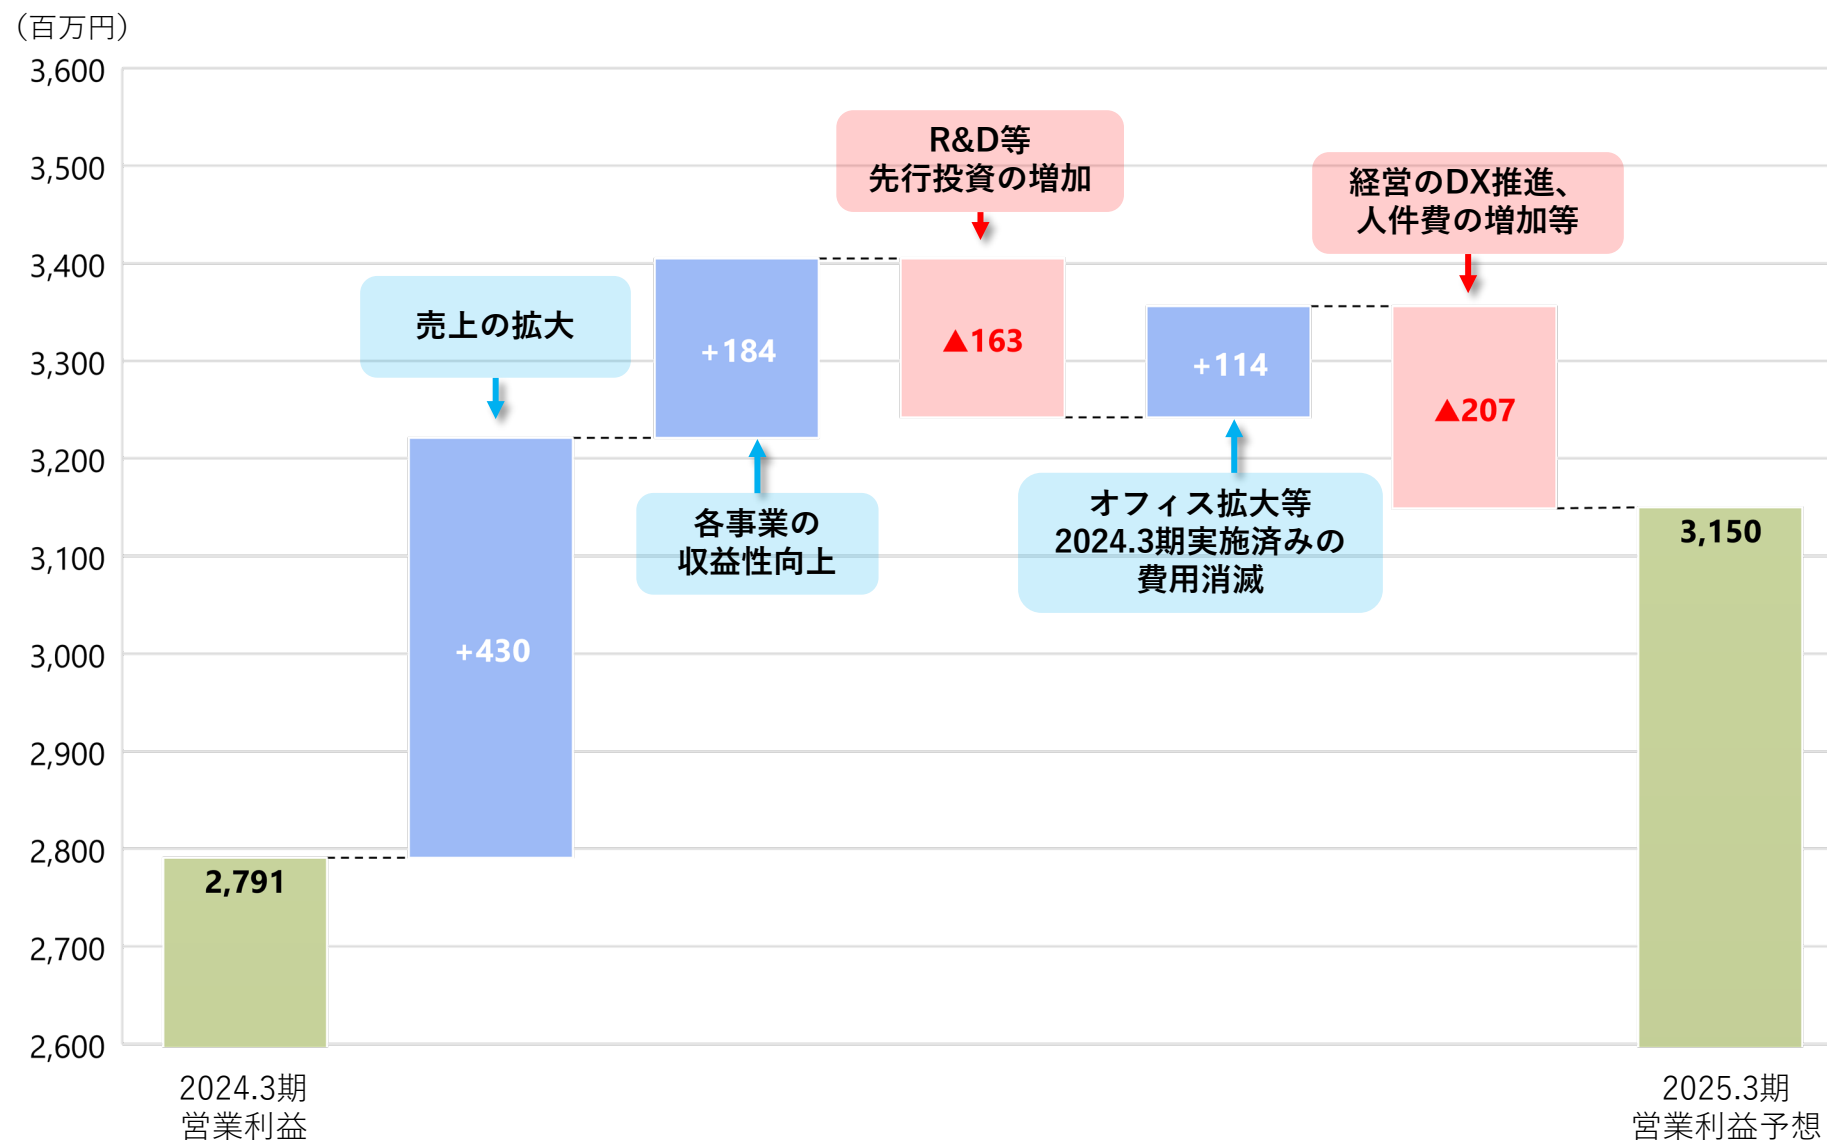 （百万円）
3,600
3,500
3,400
3,300
3,200
3,100
3,000
2,900
2,800
2,700
2,600
2,791
2024.3期
営業利益
売上の拡大
+430
+184
各事業の
収益性向上
R&D等
先行投資の増加
▲163
+114
オフィス拡大等
2024.3期実施済みの
費用消滅
経営のDX推進、
人件費の増加等
▲207
3,150
2025.3期
営業利益予想